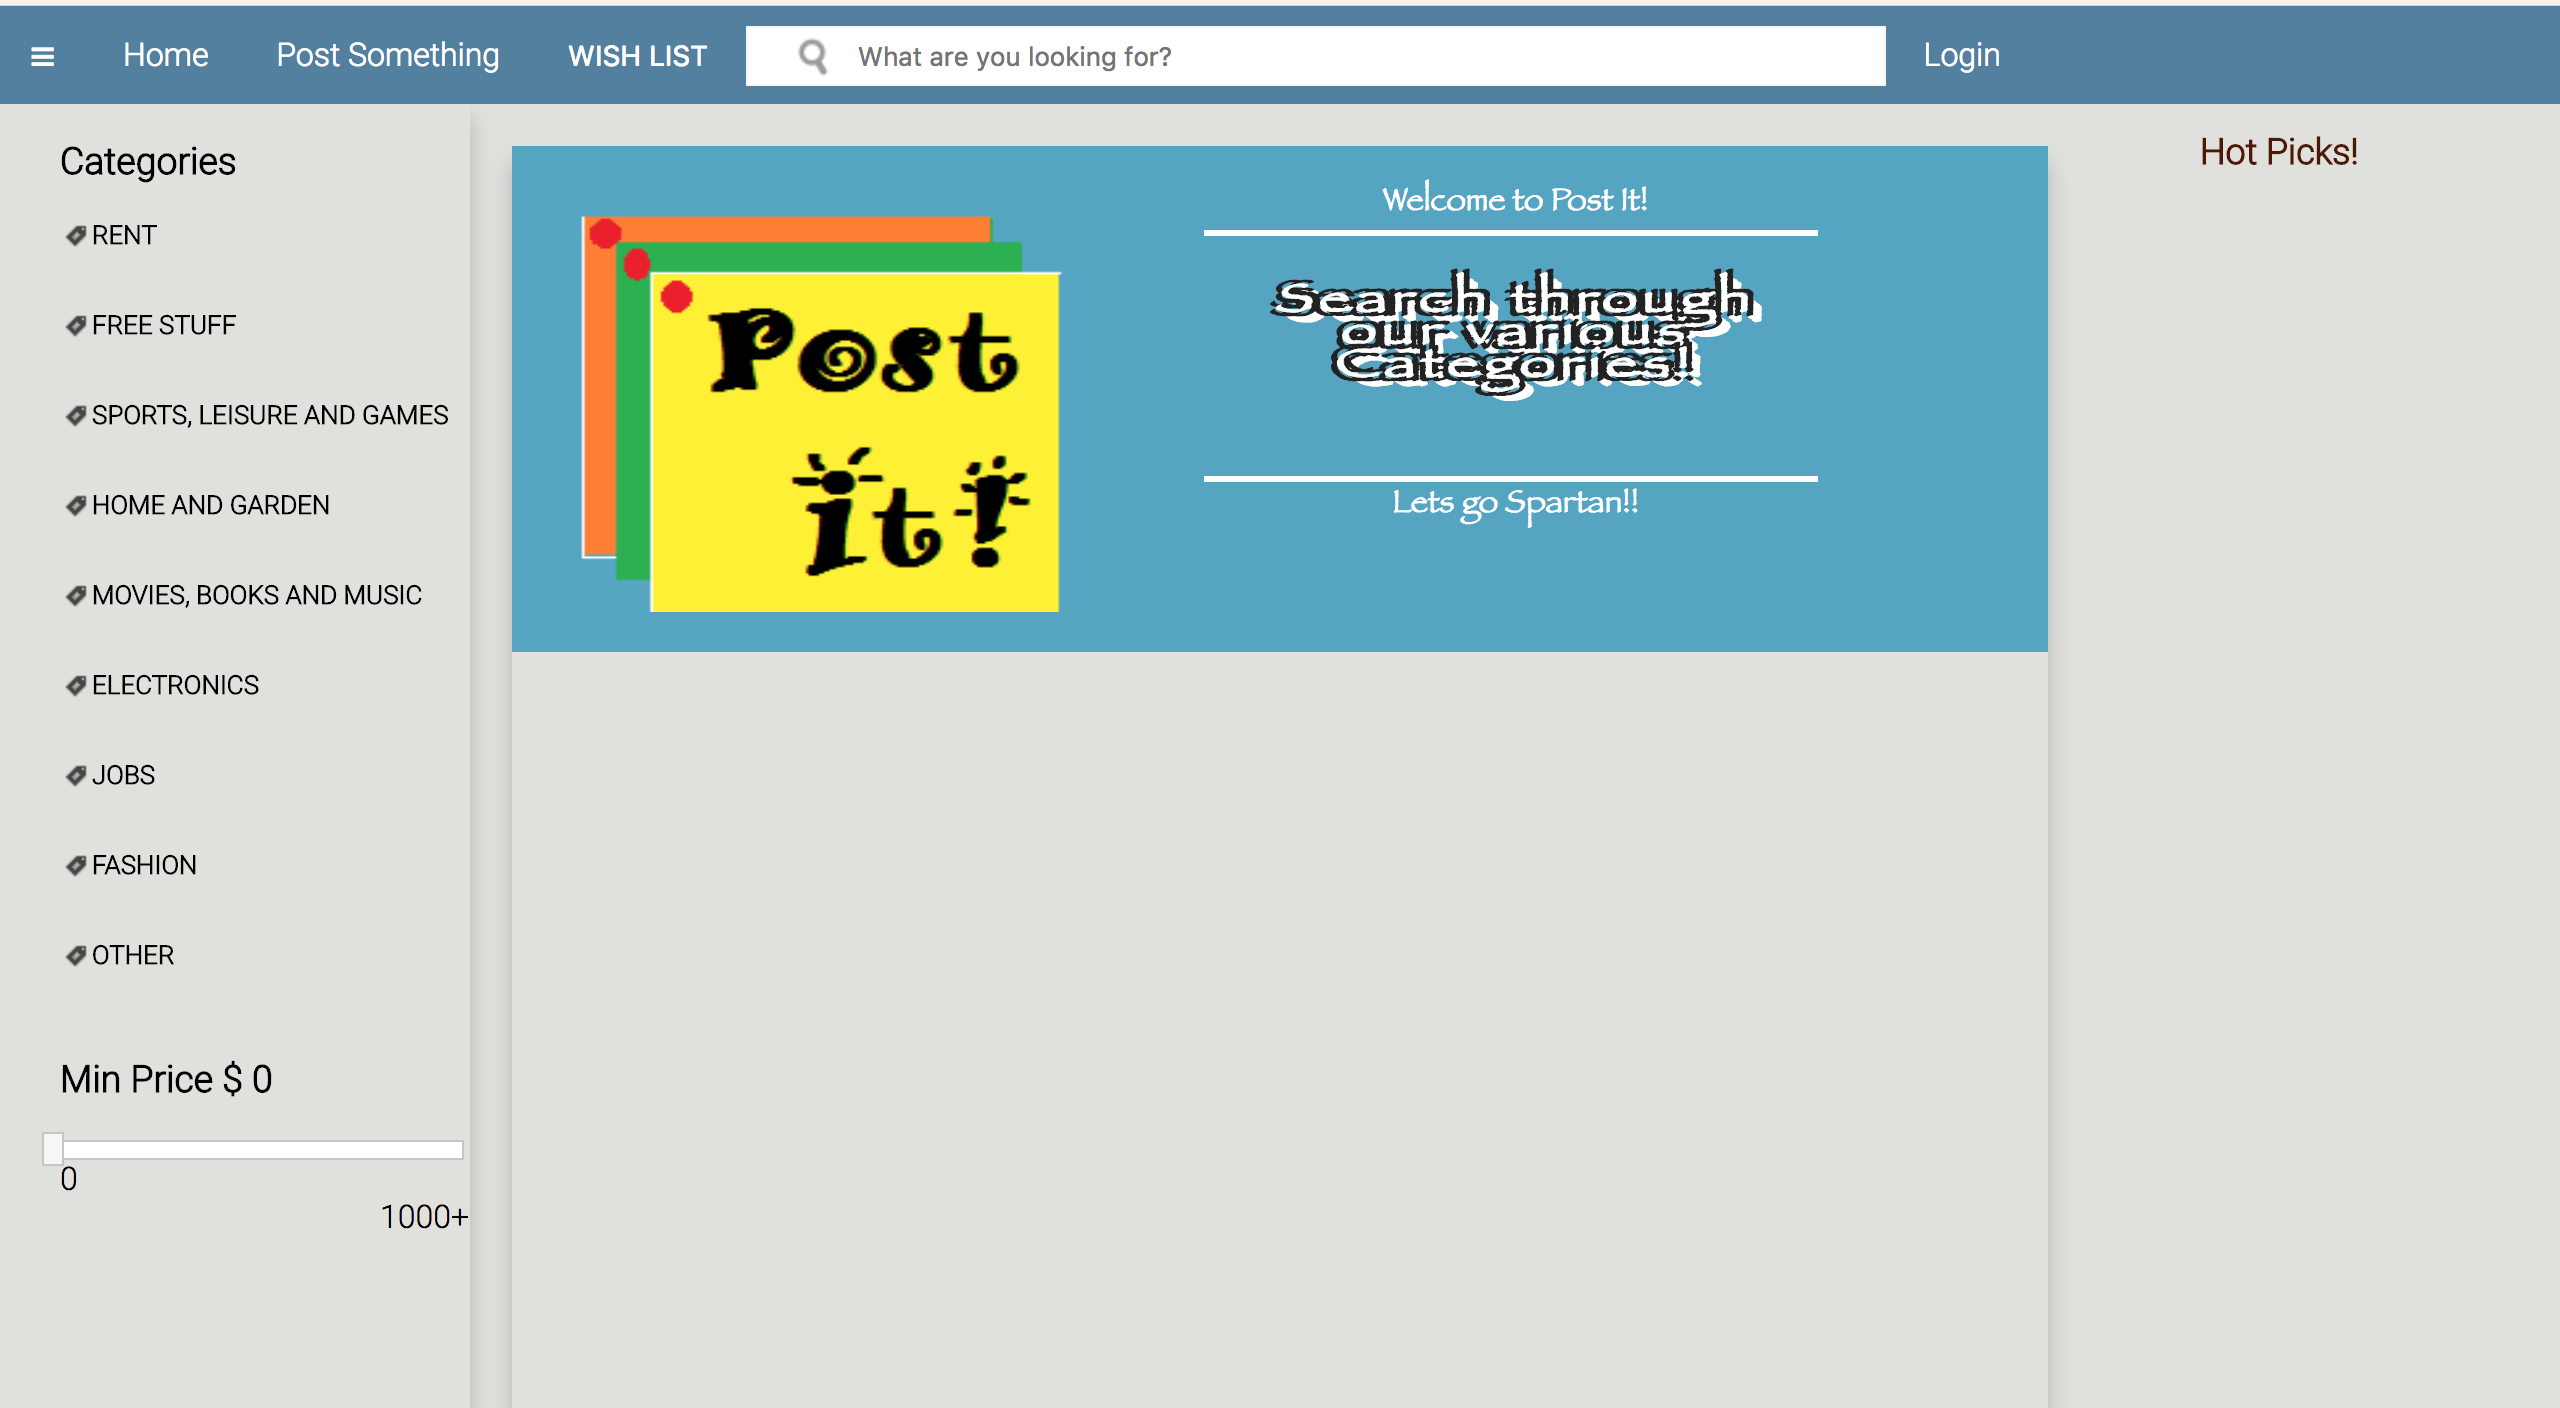 Home Post Something WISH LIST What are you looking for? Login
Categories
RENT
FREE STUFF
SPORTS, LEISURE AND GAMES
HOME AND GARDEN
MOVIES, BOOKS AND MUSIC
ELECTRONICS
JOBS
FASHION
OTHER
Min Price $ 0
0
1000+
Post
it!
Welcome to Post It!
Search through
our various
Categories!!
Lets go Spartan!!
Hot Picks!